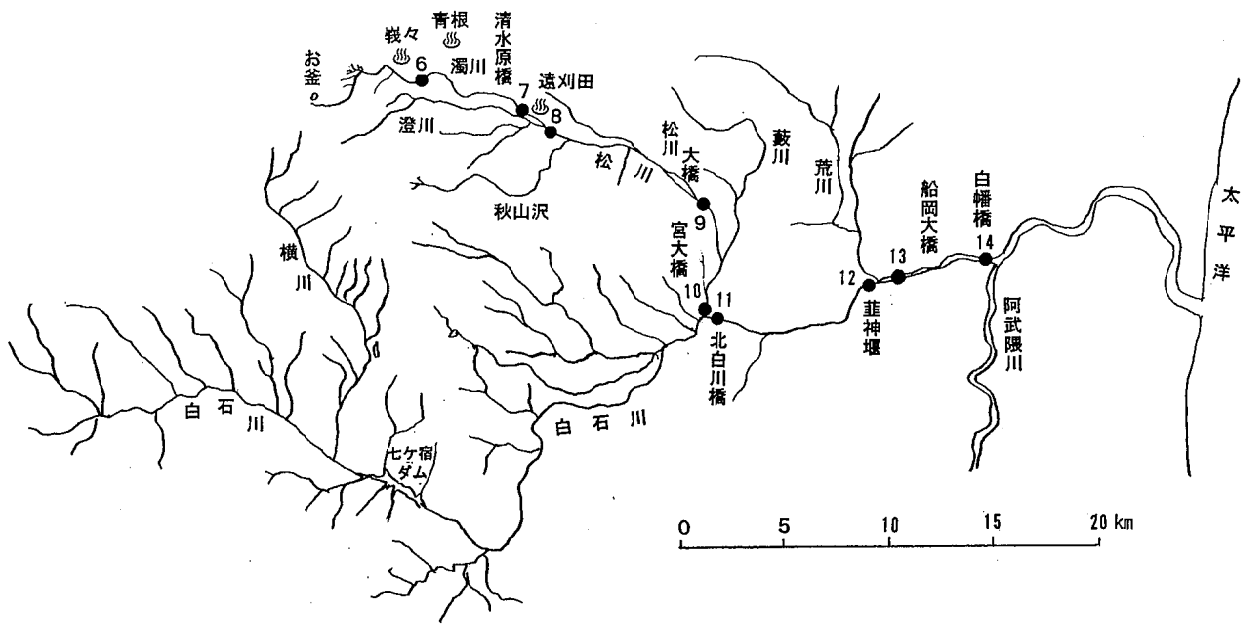 お釜
峩々
青根
6
濁川
清水原橋
7
遠刈田
8
澄川
松川
秋山沢
松川大橋
9
藪川
荒川
船岡大橋
白幡橋
太平洋
横川
宮大橋
10
11
北白川橋
12
13
14
韮神堰
阿武隈川
白石川
白石川
七ケ宿
ダム
0 5 10 15 20 km